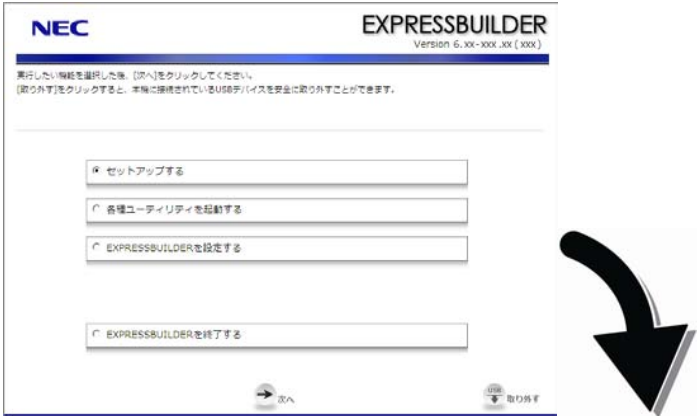 NEC
EXPRESSBUILDER
Version 6.xx-xxx.xx(xxx)
実行したい機能を選択した後、[次へ]をクリックしてください。
[取り外す]をクリックすると、本機に接続されているUSBデバイスを安全に取り外すことができます。
セットアップする
各種ユーティリティを起動する
EXPRESSBUILDERを設定する
EXPRESSBUILDERを終了する
次へ
USB
取り外す